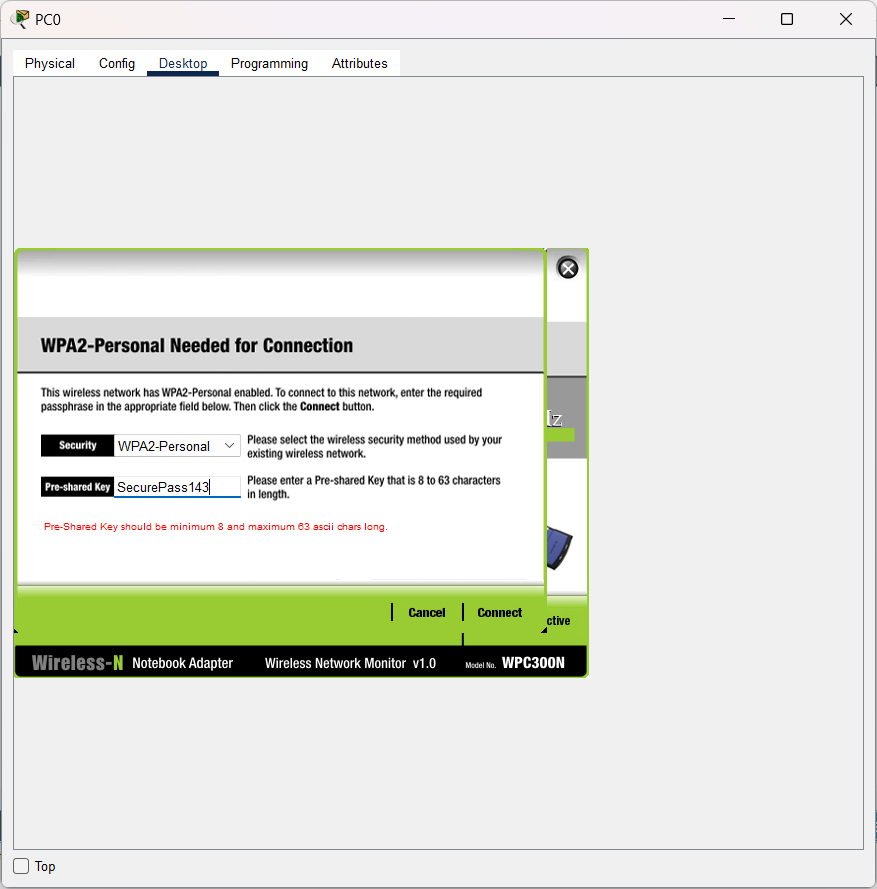 PC0
Physical Config Desktop Programming Attributes
WPA2-Personal Needed for Connection
This wireless network has WPA2-Personal enabled. To connect to this network, enter the required
passphrase in the appropriate field below. Then click the Connect button.
Security WPA2-Personal Please select the wireless security method used by your
existing wireless network.
Pre-shared Key SecurePass143 Please enter a Pre-shared Key that is 8 to 63 characters
in length.
Pre-Shared Key should be minimum 8 and maximum 63 ascii chars long.
Cancel Connect
ctive
Wireless-N Notebook Adapter Wireless Network Monitor v1.0 Model No. WPC300N
Top